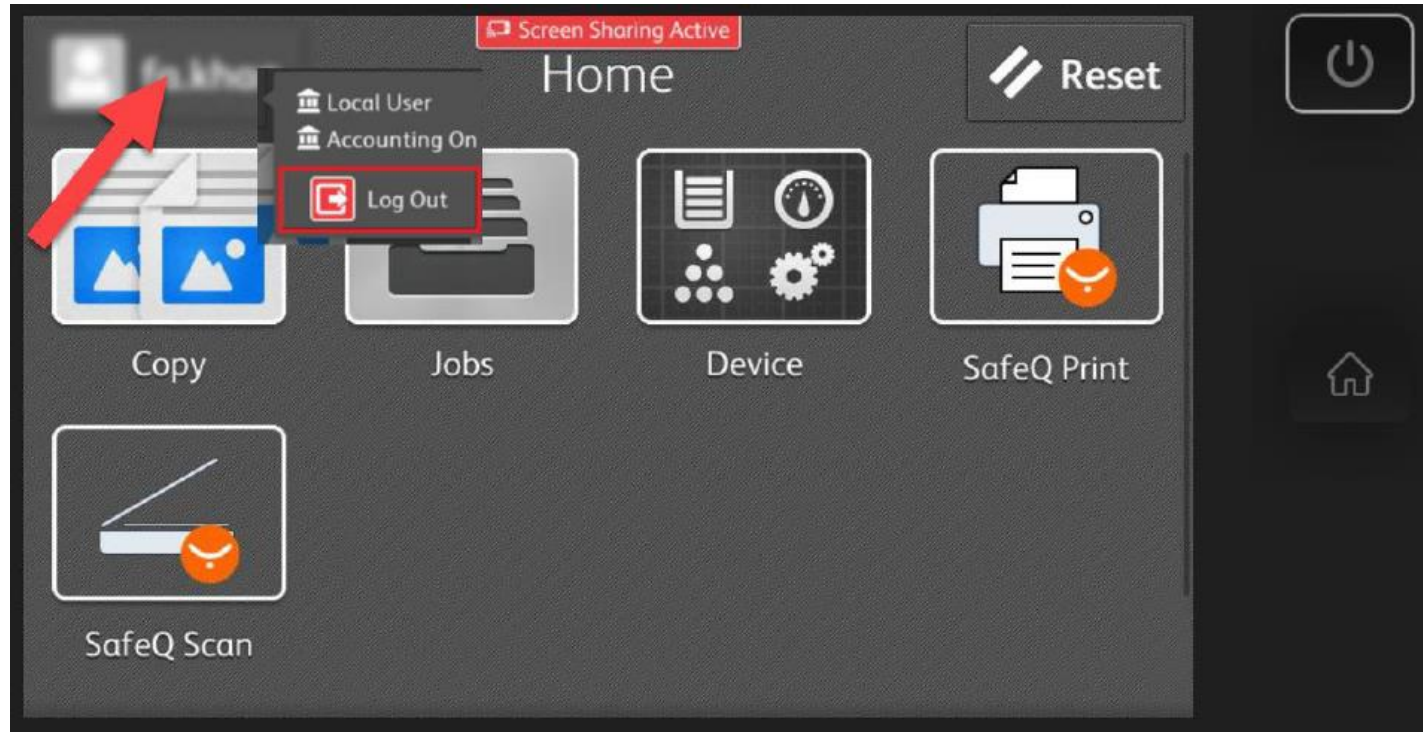 Screen Sharing Active
Home
Reset
Local User
Accounting On
Log Out
Copy
Jobs
Device
SafeQ Print
SafeQ Scan